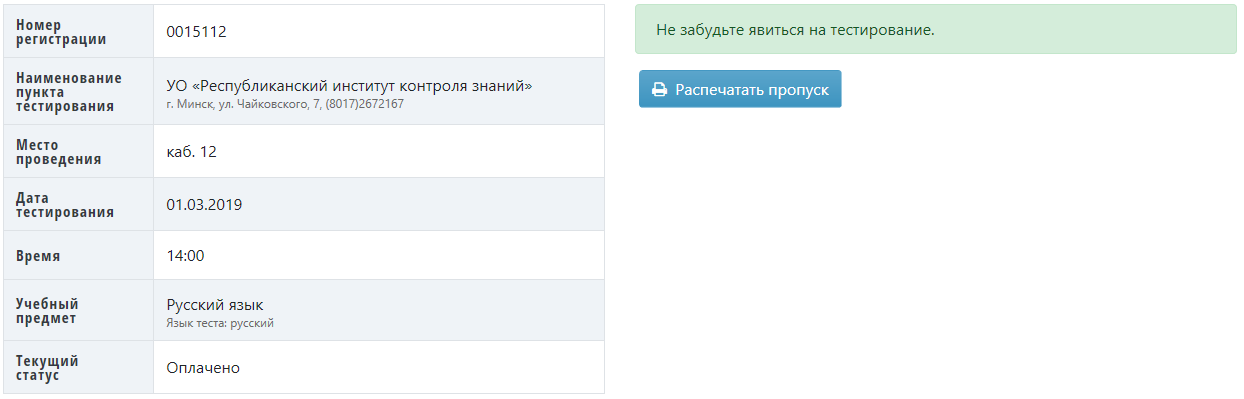 Номер
регистрации
0015112
Наименование
пункта
тестирования
УО «Республиканский институт контроля знаний»
г. Минск, ул. Чайковского, 7, (8017)2672167
Место
проведения
каб. 12
Дата
тестирования
01.03.2019
Время
14:00
Учебный
предмет
Русский язык
Язык теста: русский
Текущий
статус
Оплачено
Не забудьте явиться на тестирование.
Распечатать пропуск